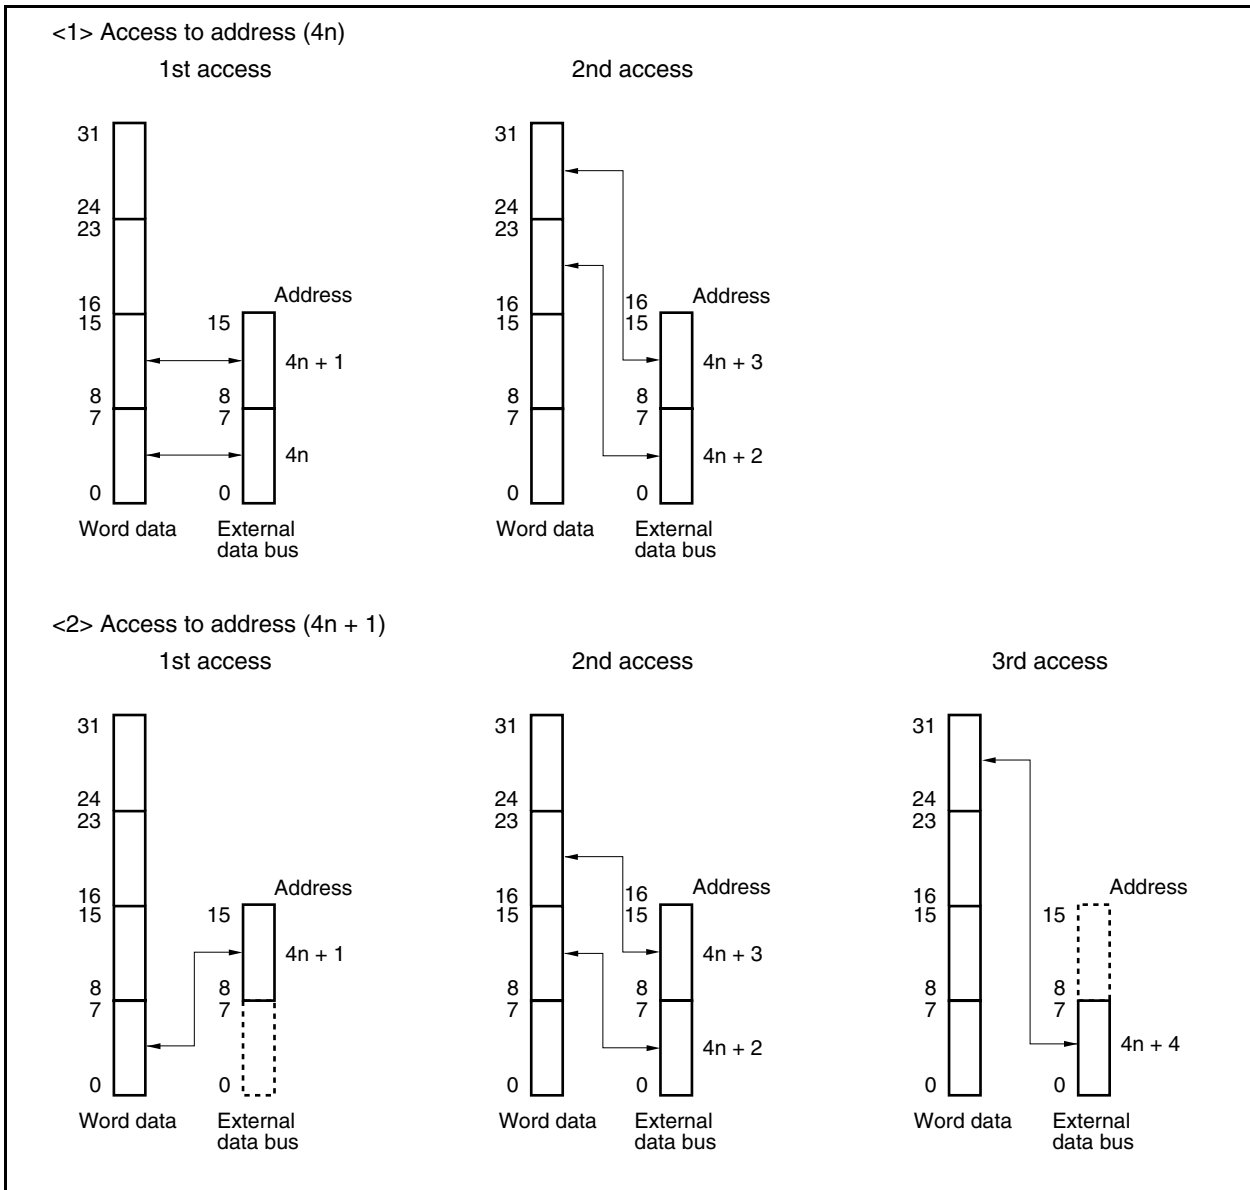 <1> Access to address (4n)
1st access
2nd access
31
24
23
16
15
8
7
0
Address
15
8
7
0
4n + 1
4n
Word data
External
data bus
31
24
23
16
15
8
7
0
Address
16
15
8
7
0
4n + 3
4n + 2
Word data
External
data bus
<2> Access to address (4n + 1)
1st access
2nd access
3rd access
31
24
23
16
15
8
7
0
Address
15
8
7
0
4n + 1
Word data
External
data bus
31
24
23
16
15
8
7
0
Address
16
15
8
7
0
4n + 3
4n + 2
Word data
External
data bus
31
24
23
16
15
8
7
0
Address
15
8
7
0
4n + 4
Word data
External
data bus